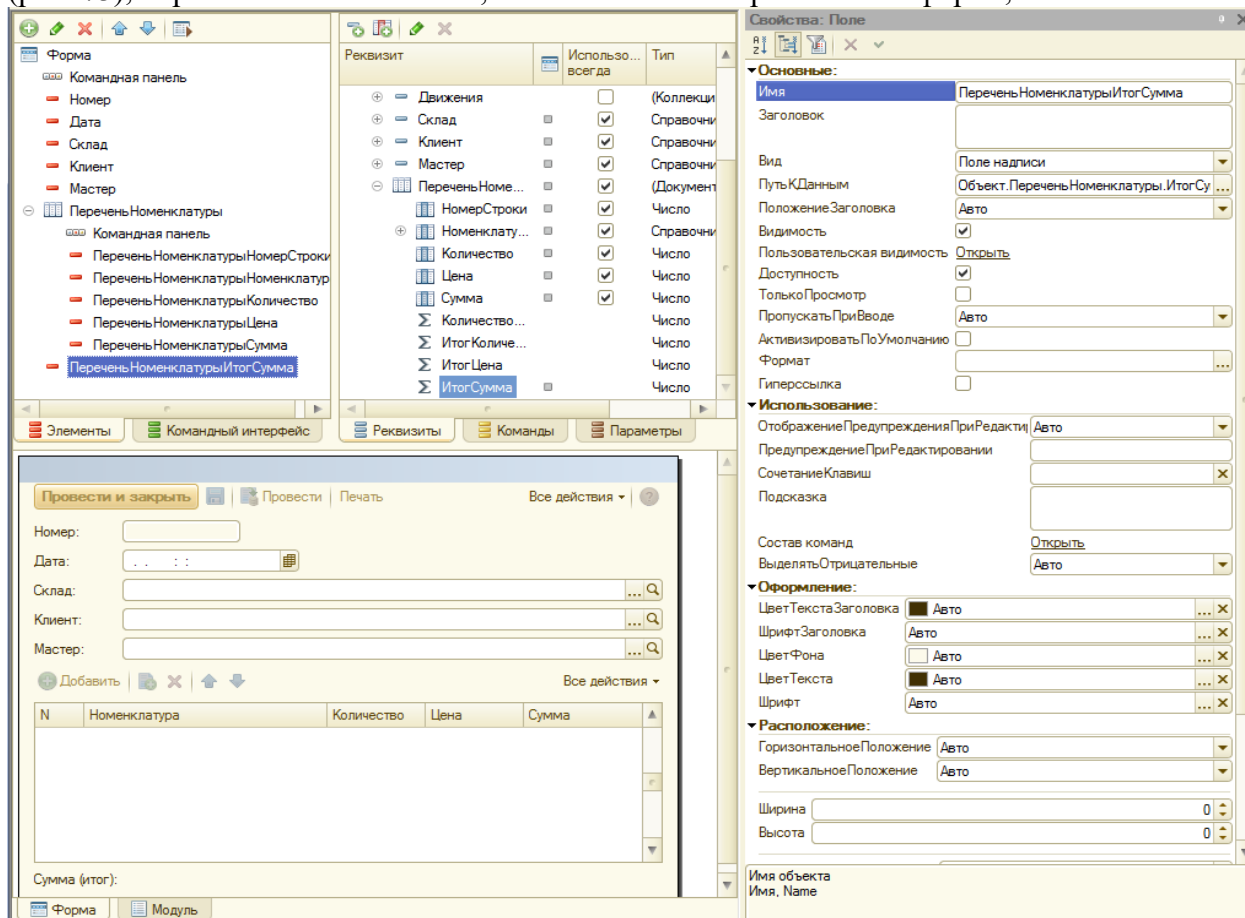 Форма
Командная панель
Номер
Дата
Склад
Клиент
Мастер
ПереченьНоменклатуры
Командная панель
ПереченьНоменклатурыНомерСтроки
ПереченьНоменклатурыНоменклатур
ПереченьНоменклатурыКоличество
ПереченьНоменклатурыЦена
ПереченьНоменклатурыСумма
ПереченьНоменклатурыИтогСумма
Элементы Командный интерфейс
Реквизит Использо... всегда Тип
Движения (Коллекци
Склад Справочни
Клиент Справочни
Мастер Справочни
ПереченьНоме... (Документ
НомерСтроки Число
Номенклату... Справочни
Количество Число
Цена Число
Сумма Число
Количество... Число
ИтогКоличе... Число
ИтогЦена Число
ИтогСумма Число
Реквизиты Команды Параметры
Провести и закрыть Провести Печать Все действия
Номер:
Дата: . . : :
Склад:
Клиент:
Мастер:
Добавить Все действия
N Номенклатура Количество Цена Сумма
Сумма (итог):
Форма Модуль
Свойства: Поле
Основные:
Имя ПереченьНоменклатурыИтогСумма
Заголовок
Вид Поле надписи
ПутьКДанным Объект.ПереченьНоменклатуры.ИтогСу ...
ПоложениеЗаголовка Авто
Видимость
Пользовательская видимость Открыть
Доступность
ТолькоПросмотр
ПропускатьПриВводе Авто
АктивизироватьПоУмолчанию
Формат ...
Гиперссылка
Использование:
ОтображениеПредупрежденияПриРедакти Авто
ПредупреждениеПриРедактировании
СочетаниеКлавиш
Подсказка
Состав команд Открыть
ВыделятьОтрицательные Авто
Оформление:
ЦветТекстаЗаголовка Авто ...
ШрифтЗаголовка Авто ...
ЦветФона Авто ...
ЦветТекста Авто ...
Шрифт Авто ...
Расположение:
ГоризонтальноеПоложение Авто
ВертикальноеПоложение Авто
Ширина 0
Высота 0
Имя объекта
Имя, Name